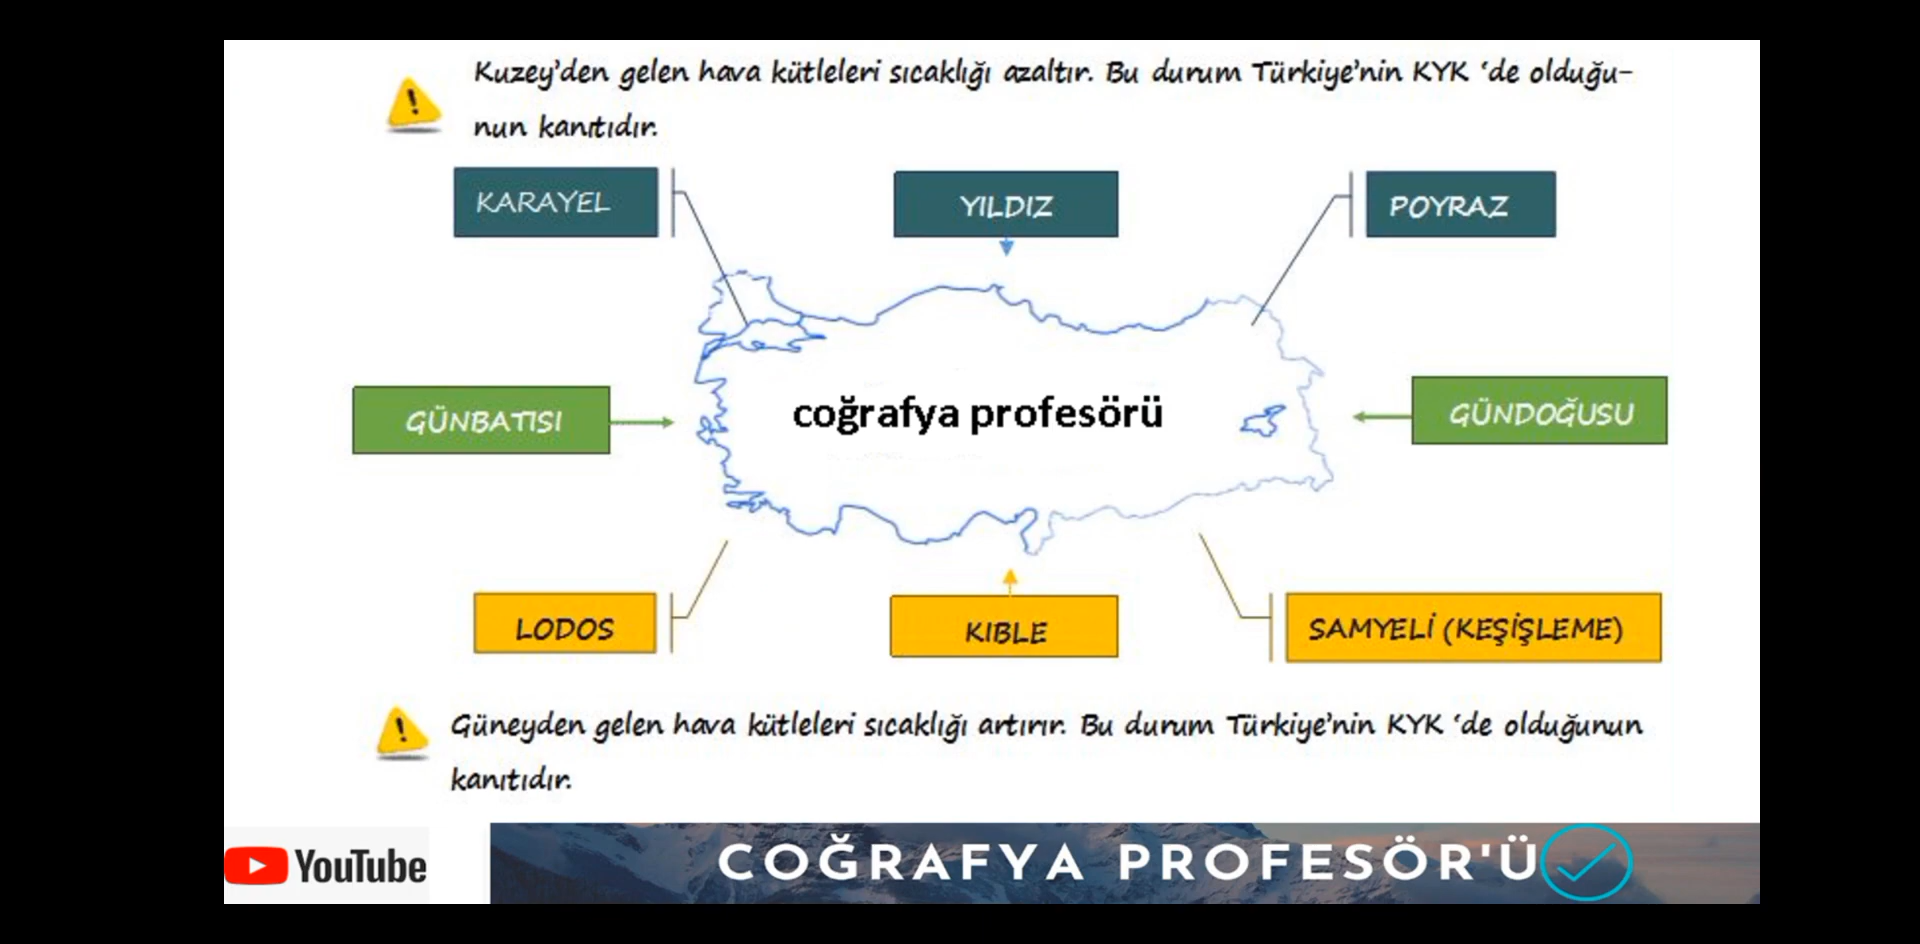 Kuzey'den gelen hava kütleleri sıcaklığı azaltır. Bu durum Türkiye'nin KYK 'de olduğu-
nun kanıtıdır.
KARAYEL
YILDIZ
POYRAZ
GÜNBATISI
coğrafya profesörü
GÜNDOĞUSU
LODOS
KIBLE
SAMYELİ (KEŞİŞLEME)
Güneyden gelen hava kütleleri sıcaklığı artırır. Bu durum Türkiye'nin KYK 'de olduğunun
kanıtıdır.
YouTube
COĞRAFYA PROFESÖR'Ü